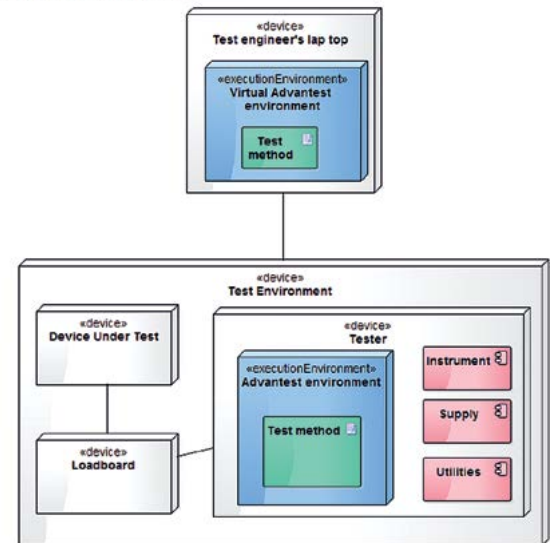 «device»
Test engineer's lap top
«executionEnvironment»
Virtual Advantest
environment
Test
method
«device»
Test Environment
«device»
Device Under Test
«device»
Loadboard
«device»
Tester
«executionEnvironment»
Advantest environment
Test method
Instrument
Supply
Utilities